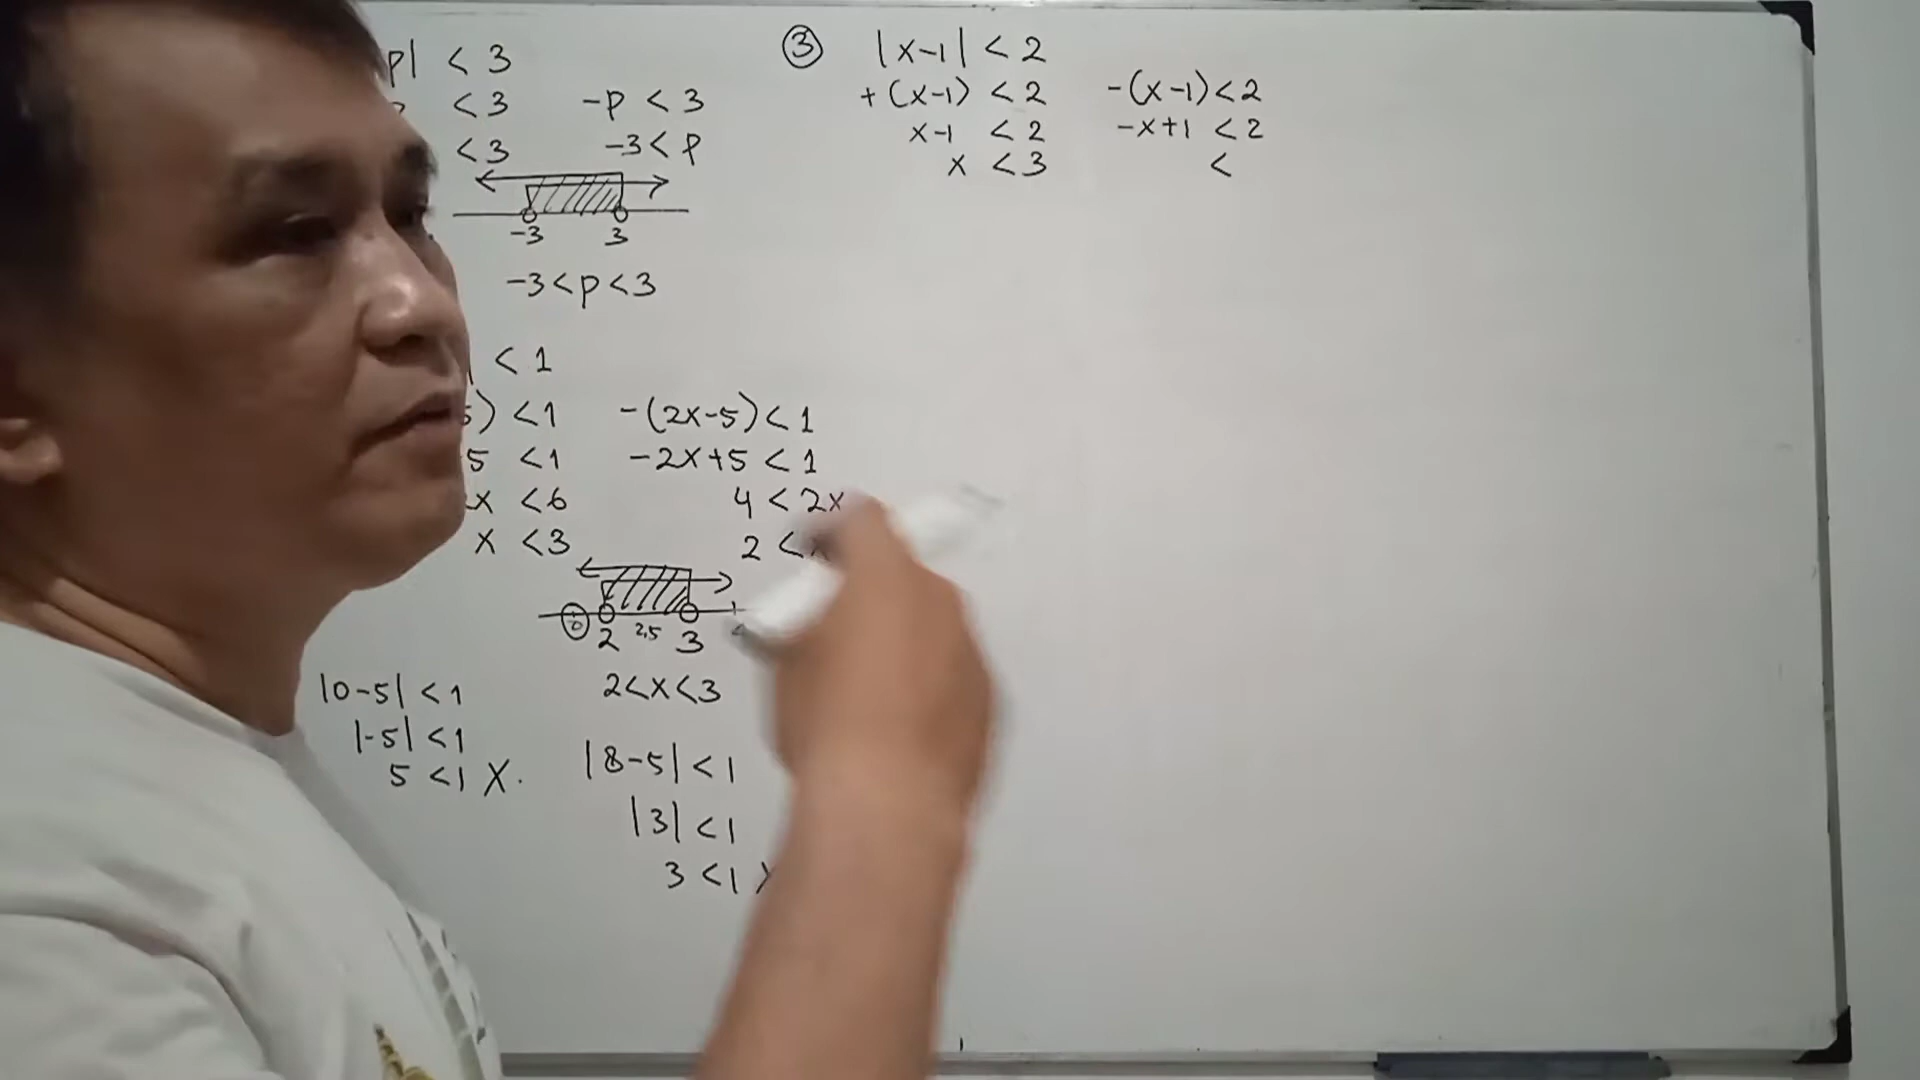 p| < 3
< 3 -p < 3
< 3 -3 < p
-3 3
-3 < p < 3
< 1
5) < 1 -(2x-5) < 1
5 < 1 -2x+5 < 1
x < 6 4 < 2x
x < 3 2 < x
0 2 2,5 3
2 < x < 3
|0-5| < 1
|-5| < 1
5 < 1 X.
|8-5| < 1
|3| < 1
3 < 1 X
③ |x-1| < 2
+(x-1) < 2 -(x-1) < 2
x-1 < 2 -x+1 < 2
x < 3 <